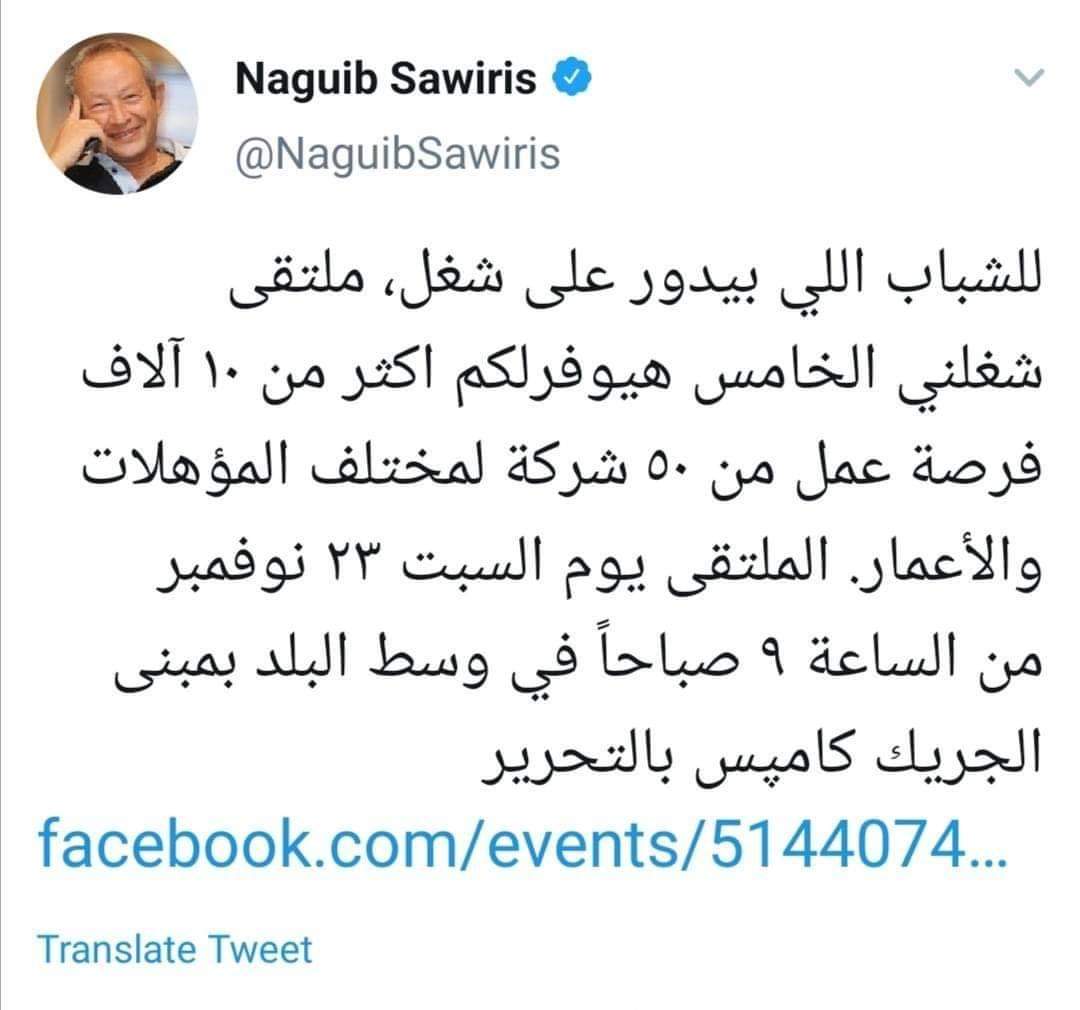 Naguib Sawiris
@NaguibSawiris
للشباب اللي بيدور على شغل، ملتقى
شغلني الخامس هيوفرلكم اكثر من ١٠ آلاف
فرصة عمل من ٥٠ شركة لمختلف المؤهلات
والأعمار. الملتقى يوم السبت ٢٣ نوفمبر
من الساعة ٩ صباحاً في وسط البلد بمبنى
الجريك كامپس بالتحرير
facebook.com/events/5144074…
Translate Tweet